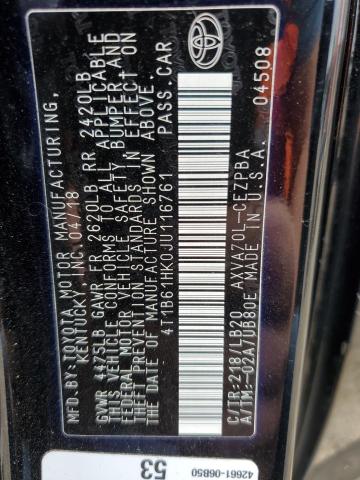 MFD. BY:TOYOTA MOTOR MANUFACTURING,
KENTUCKY, INC. 04/18
GVWR 4425LB GAWR FR 2620LB RR 2420LB
THIS VEHICLE CONFORMS TO ALL APPLICABLE
FEDERAL MOTOR VEHICLE SAFETY, BUMPER, AND
THEFT PREVENTION STANDARDS IN EFFECT ON
THE DATE OF MANUFACTURE SHOWN ABOVE.
4T1B61HK0JU116761 PASS. CAR
C/TR:218/LB20 AXVA70L-CEZPBA
A/TM:-02A/UB80E MADE IN U.S.A. 04508
42661-06B50
53